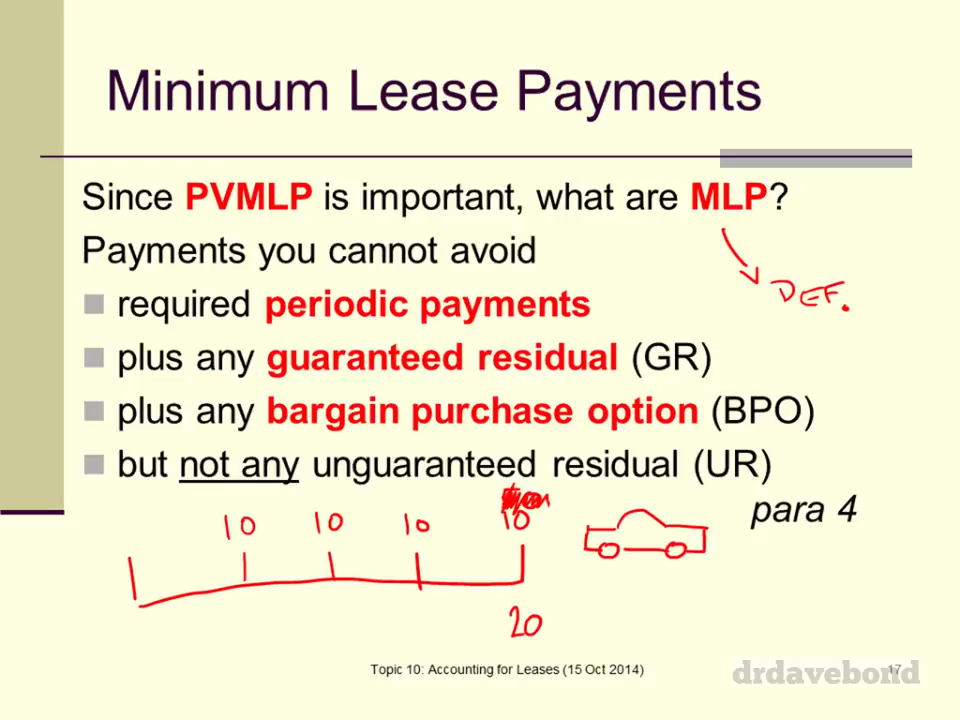 Minimum Lease Payments
Since PVMLP is important, what are MLP?
Payments you cannot avoid
DEF.
required periodic payments
plus any guaranteed residual (GR)
plus any bargain purchase option (BPO)
but not any unguaranteed residual (UR)
para 4
10 10 10 10
20
Topic 10: Accounting for Leases (15 Oct 2014)
17
drdavebond